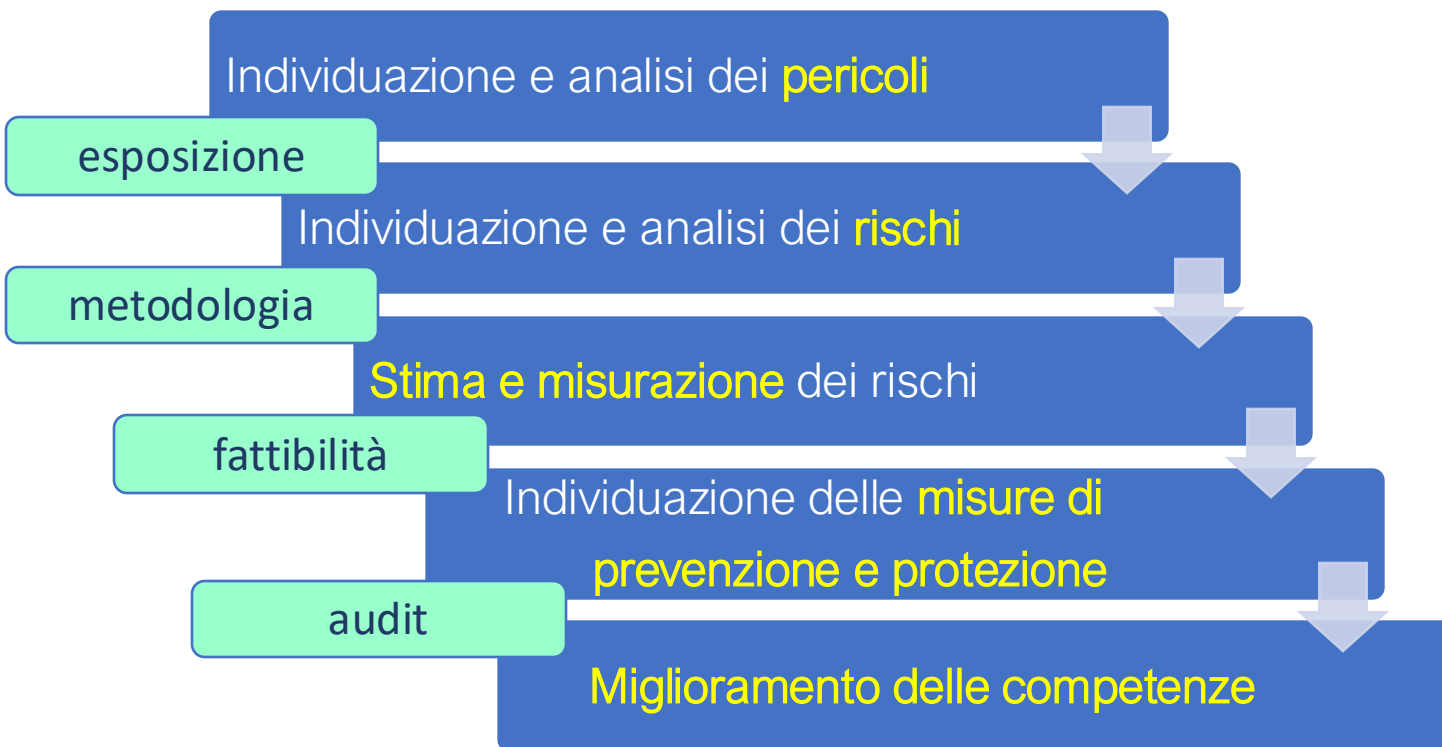 Individuazione e analisi dei pericoli
esposizione
Individuazione e analisi dei rischi
metodologia
Stima e misurazione dei rischi
fattibilità
Individuazione delle misure di
prevenzione e protezione
audit
Miglioramento delle competenze